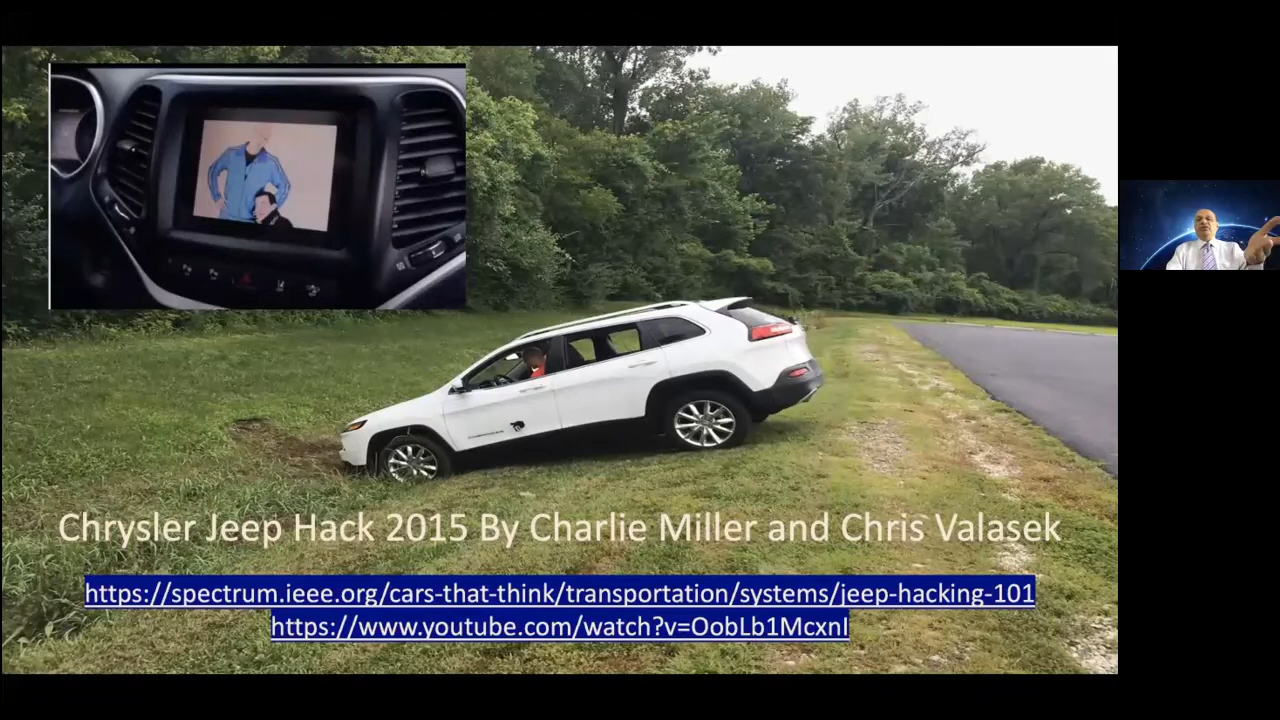 Chrysler Jeep Hack 2015 By Charlie Miller and Chris Valasek
https://spectrum.ieee.org/cars-that-think/transportation/systems/jeep-hacking-101
https://www.youtube.com/watch?v=OobLb1McxnI